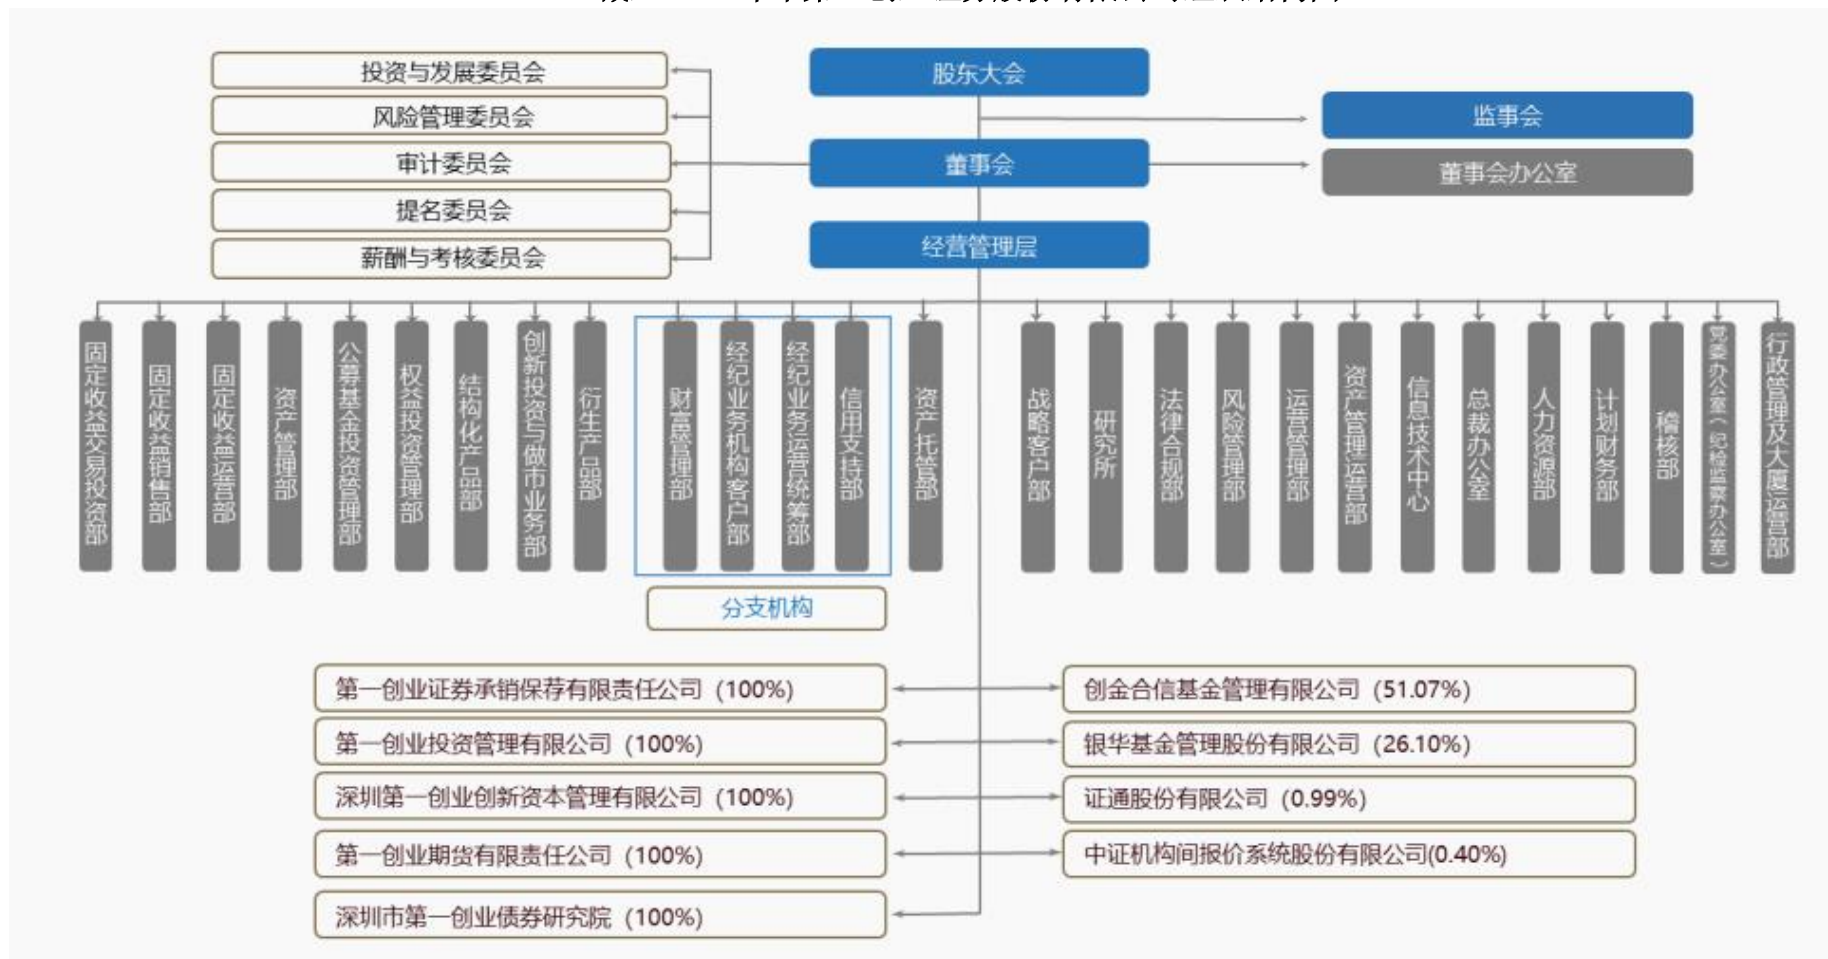 投资与发展委员会
股东大会
风险管理委员会
监事会
审计委员会
董事会
董事会办公室
提名委员会
经营管理层
薪酬与考核委员会
固定收益交易投资部
固定收益销售部
固定收益运营部
资产管理部
公募基金投资管理部
权益投资管理部
结构化产品部
创新投资与做市业务部
衍生产品部
财富管理部
经纪业务机构客户部
经纪业务运营统筹部
信用支持部
资产托管部
战略客户部
研究所
法律合规部
风险管理部
运营管理部
资产管理运营部
信息技术中心
总裁办公室
人力资源部
计划财务部
稽核部
党委办公室（纪检监察办公室）
行政管理及大厦运营部
分支机构
第一创业证券承销保荐有限责任公司 (100%)
创金合信基金管理有限公司 (51.07%)
第一创业投资管理有限公司 (100%)
银华基金管理股份有限公司 (26.10%)
深圳第一创业创新资本管理有限公司 (100%)
证通股份有限公司 (0.99%)
第一创业期货有限责任公司 (100%)
中证机构间报价系统股份有限公司(0.40%)
深圳市第一创业债券研究院 (100%)